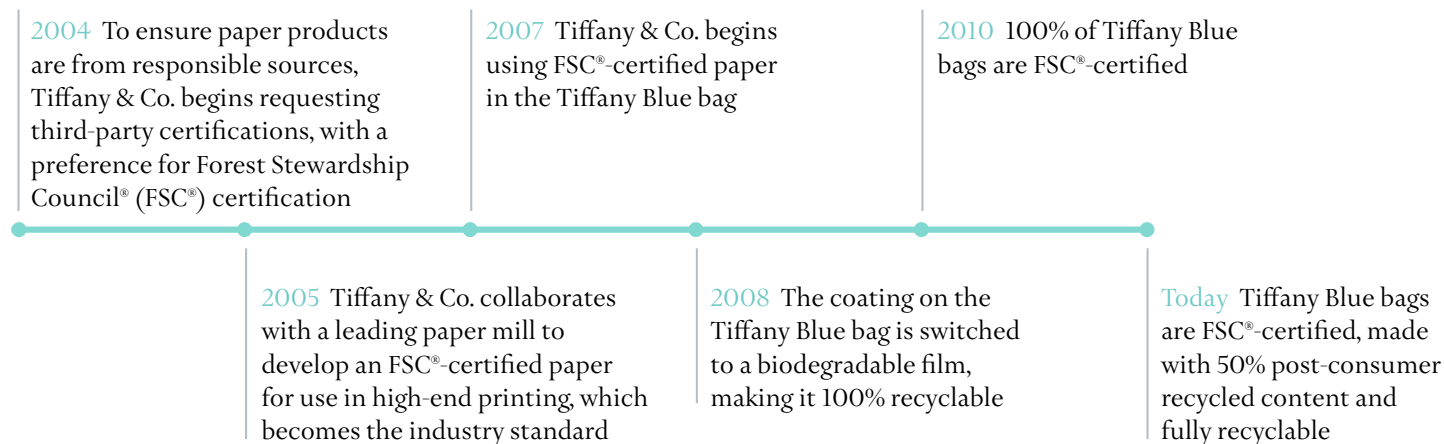 2004 To ensure paper products
are from responsible sources,
Tiffany & Co. begins requesting
third-party certifications, with a
preference for Forest Stewardship
Council® (FSC®) certification
2005 Tiffany & Co. collaborates
with a leading paper mill to
develop an FSC®-certified paper
for use in high-end printing, which
becomes the industry standard
2007 Tiffany & Co. begins
using FSC®-certified paper
in the Tiffany Blue bag
2008 The coating on the
Tiffany Blue bag is switched
to a biodegradable film,
making it 100% recyclable
2010 100% of Tiffany Blue
bags are FSC®-certified
Today Tiffany Blue bags
are FSC®-certified, made
with 50% post-consumer
recycled content and
fully recyclable